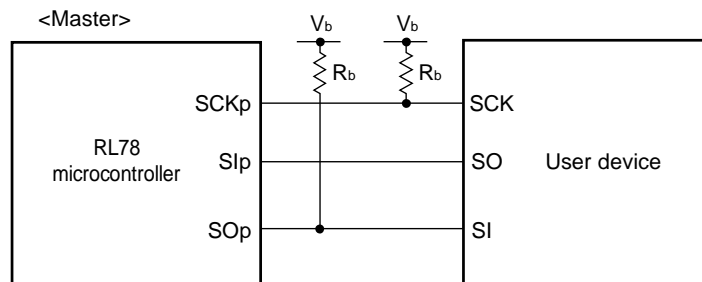 <Master>
Vb Vb
Rb Rb
SCKp SCK
RL78
microcontroller
SIp SO
User device
SOp SI